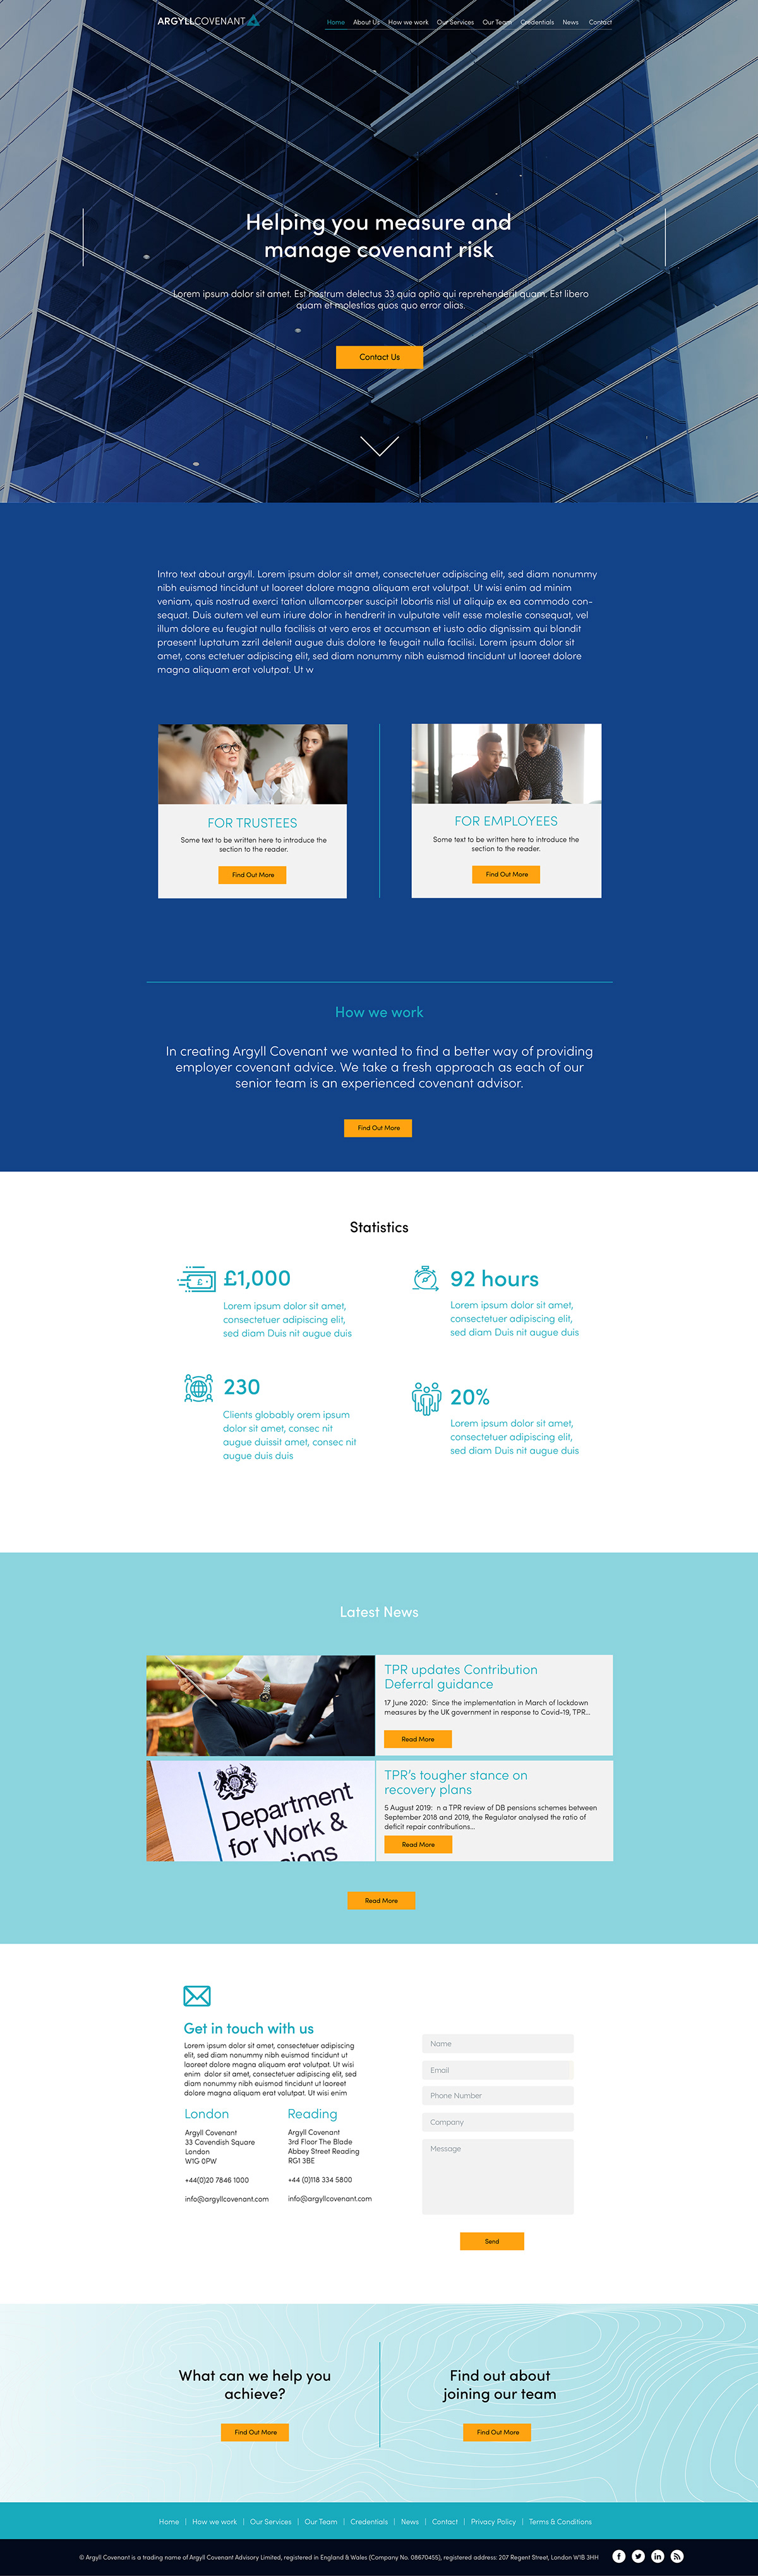 ARGYLLCOVENANT
Home About Us How we work Our Services Our Team Credentials News Contact
Helping you measure and
manage covenant risk
Lorem ipsum dolor sit amet. Est nostrum delectus 33 quia optio qui reprehenderit quam. Est libero
quam et molestias quos quo error alias.
Contact Us
Intro text about argyll. Lorem ipsum dolor sit amet, consectetuer adipiscing elit, sed diam nonummy
nibh euismod tincidunt ut laoreet dolore magna aliquam erat volutpat. Ut wisi enim ad minim
veniam, quis nostrud exerci tation ullamcorper suscipit lobortis nisl ut aliquip ex ea commodo con-
sequat. Duis autem vel eum iriure dolor in hendrerit in vulputate velit esse molestie consequat, vel
illum dolore eu feugiat nulla facilisis at vero eros et accumsan et iusto odio dignissim qui blandit
praesent luptatum zzril delenit augue duis dolore te feugait nulla facilisi. Lorem ipsum dolor sit
amet, cons ectetuer adipiscing elit, sed diam nonummy nibh euismod tincidunt ut laoreet dolore
magna aliquam erat volutpat. Ut w
FOR TRUSTEES
Some text to be written here to introduce the
section to the reader.
Find Out More
FOR EMPLOYEES
Some text to be written here to introduce the
section to the reader.
Find Out More
How we work
In creating Argyll Covenant we wanted to find a better way of providing
employer covenant advice. We take a fresh approach as each of our
senior team is an experienced covenant advisor.
Find Out More
Statistics
£
£1,000
Lorem ipsum dolor sit amet,
consectetuer adipiscing elit,
sed diam Duis nit augue duis
92 hours
Lorem ipsum dolor sit amet,
consectetuer adipiscing elit,
sed diam Duis nit augue duis
230
Clients globably orem ipsum
dolor sit amet, consec nit
augue duissit amet, consec nit
augue duis duis
20%
Lorem ipsum dolor sit amet,
consectetuer adipiscing elit,
sed diam Duis nit augue duis
Latest News
TPR updates Contribution
Deferral guidance
17 June 2020: Since the implementation in March of lockdown
measures by the UK government in response to Covid-19, TPR...
Read More
Department
for Work &
sions
TPR's tougher stance on
recovery plans
5 August 2019: n a TPR review of DB pensions schemes between
September 2018 and 2019, the Regulator analysed the ratio of
deficit repair contributions...
Read More
Read More
Get in touch with us
Lorem ipsum dolor sit amet, consectetuer adipiscing
elit, sed diam nonummy nibh euismod tincidunt ut
laoreet dolore magna aliquam erat volutpat. Ut wisi
enim dolor sit amet, consectetuer adipiscing elit, sed
diam nonummy nibh euismod tincidunt ut laoreet
dolore magna aliquam erat volutpat. Ut wisi enim
London
Argyll Covenant
33 Cavendish Square
London
W1G 0PW
+44(0)20 7846 1000
info@argyllcovenant.com
Reading
Argyll Covenant
3rd Floor The Blade
Abbey Street Reading
RG1 3BE
+44 (0)118 334 5800
info@argyllcovenant.com
Name
Email
Phone Number
Company
Message
Send
What can we help you
achieve?
Find Out More
Find out about
joining our team
Find Out More
Home | How we work | Our Services | Our Team | Credentials | News | Contact | Privacy Policy | Terms & Conditions
© Argyll Covenant is a trading name of Argyll Covenant Advisory Limited, registered in England & Wales (Company No. 08670455), registered address: 207 Regent Street, London W1B 3HH